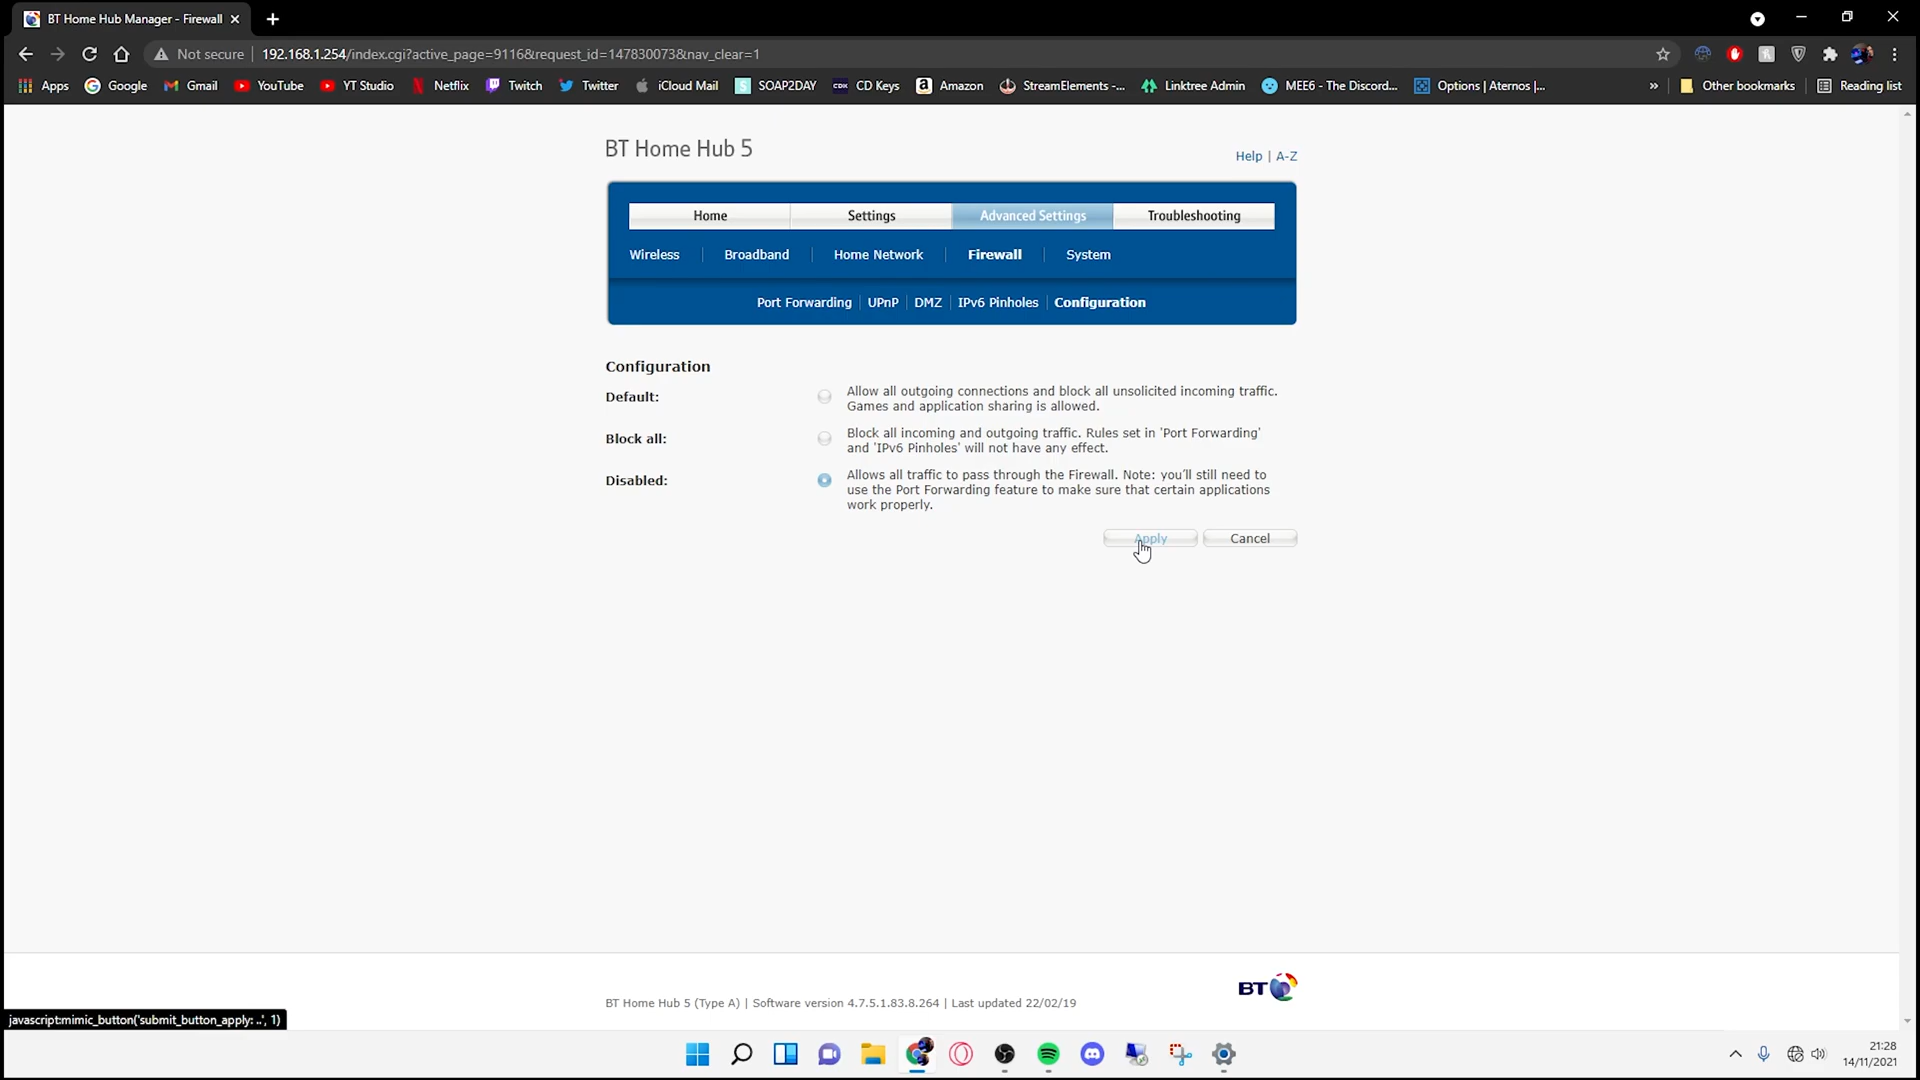 BT Home Hub Manager - Firewall
Not secure
192.168.1.254/index.cgi?active_page=9116&request_id=147830073&nav_clear=1
Apps
Google
Gmail
YouTube
YT Studio
Netflix
Twitch
Twitter
iCloud Mail
SOAP2DAY
CD Keys
Amazon
StreamElements -...
Linktree Admin
MEE6 - The Discord...
Options | Aternos |...
»
Other bookmarks
Reading list
BT Home Hub 5
Help | A-Z
Home
Settings
Advanced Settings
Troubleshooting
Wireless
Broadband
Home Network
Firewall
System
Port Forwarding
UPnP
DMZ
IPv6 Pinholes
Configuration
Configuration
Default:
Allow all outgoing connections and block all unsolicited incoming traffic.
Games and application sharing is allowed.
Block all:
Block all incoming and outgoing traffic. Rules set in 'Port Forwarding'
and 'IPv6 Pinholes' will not have any effect.
Disabled:
Allows all traffic to pass through the Firewall. Note: you'll still need to
use the Port Forwarding feature to make sure that certain applications
work properly.
Apply
Cancel
BT
BT Home Hub 5 (Type A) | Software version 4.7.5.1.83.8.264 | Last updated 22/02/19
javascript:mimic_button('submit_button_apply: ..', 1)
21:28
14/11/2021